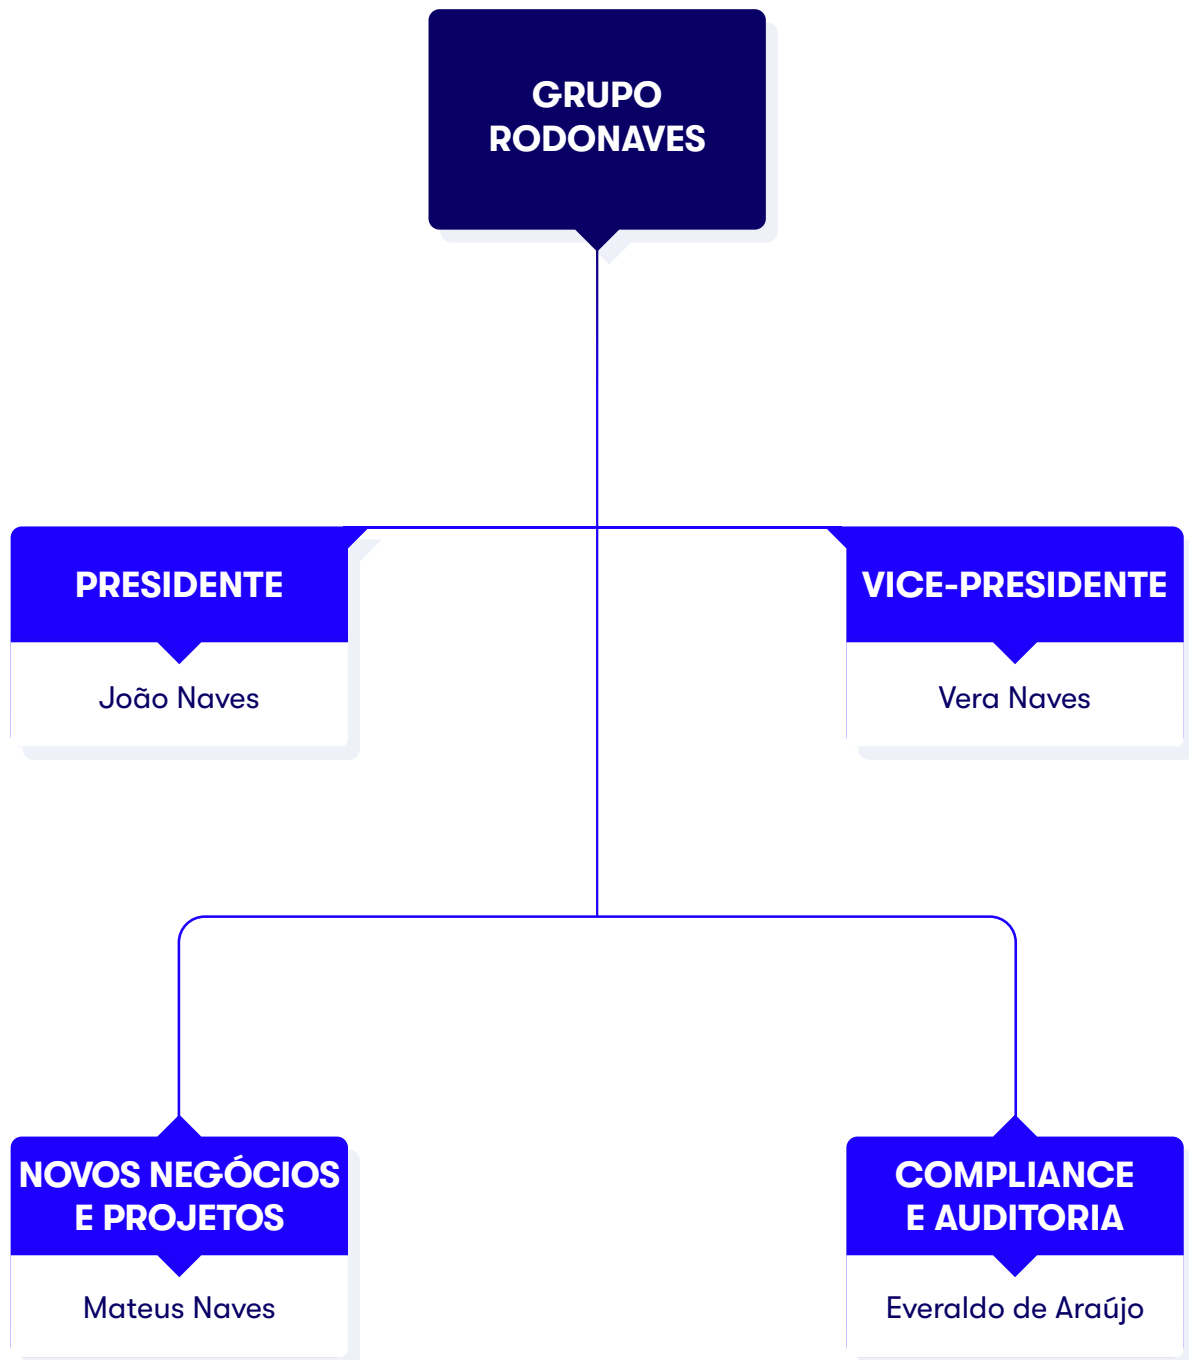 GRUPO
RODONAVES
PRESIDENTE
João Naves
VICE-PRESIDENTE
Vera Naves
NOVOS NEGÓCIOS
E PROJETOS
Mateus Naves
COMPLIANCE
E AUDITORIA
Everaldo de Araújo